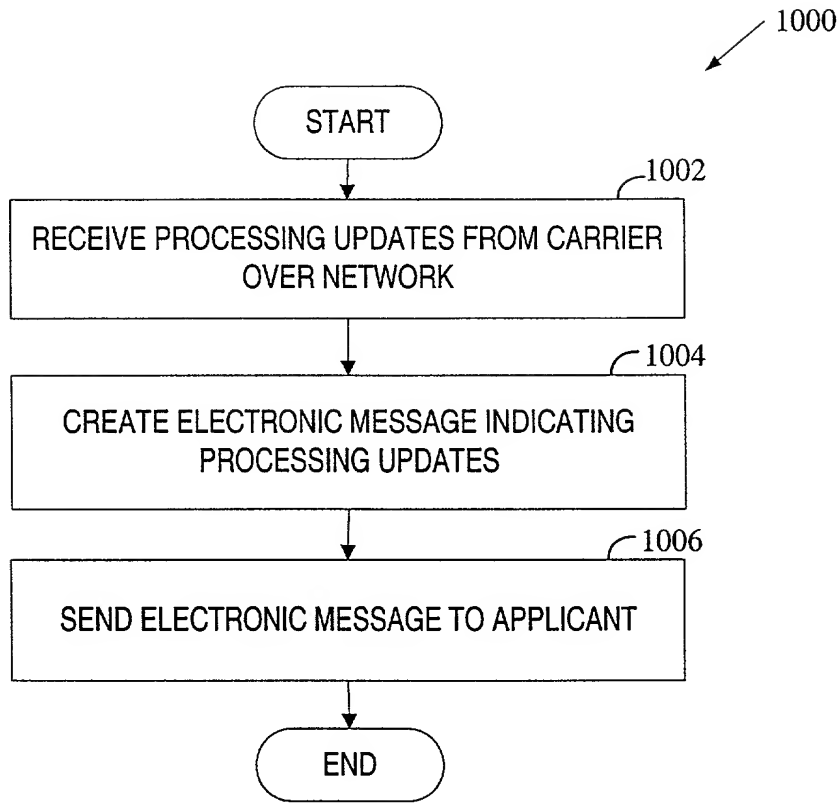 1000
START
1002
RECEIVE PROCESSING UPDATES FROM CARRIER
OVER NETWORK
1004
CREATE ELECTRONIC MESSAGE INDICATING
PROCESSING UPDATES
1006
SEND ELECTRONIC MESSAGE TO APPLICANT
END